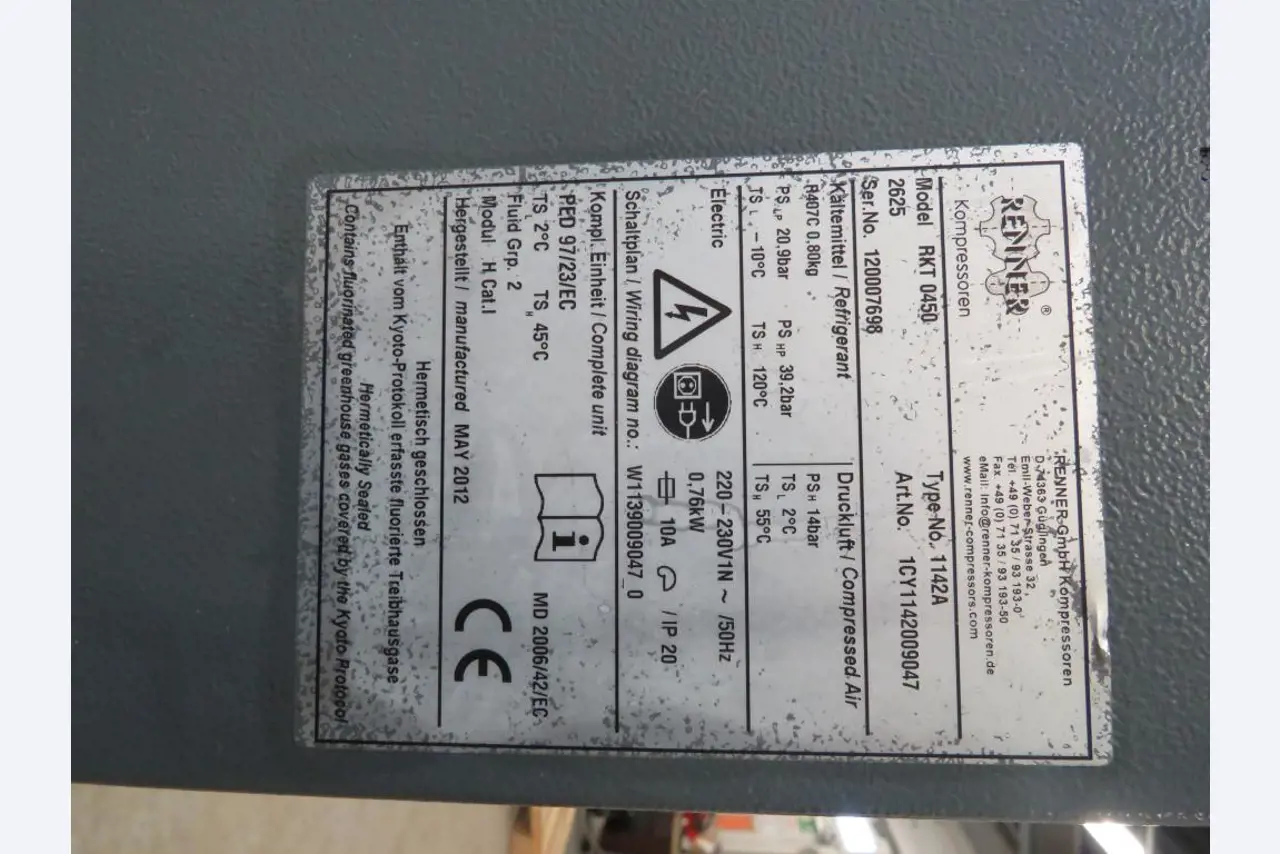 RENNER ®
Kompressoren
RENNER GmbH Kompressoren
D-74363 Güglingen
Emil-Weber-Strasse 32,
Tel. +49 (0) 71 35 / 93 193-0
Fax. +49 (0) 71 35 / 93 193-50
eMail: info@renner-kompressoren.de
www.renner-compressors.com
Model RKT 0450 Type-No. 1142A
2625 Art.No. 1CY1142009047
Ser.No. 120007698
Kältemittel / Refrigerant Druckluft / Compressed Air
R407C 0,80kg PS H 14bar
PS LP 20,9bar PS HP 39,2bar TS L 2°C
TS L –10°C TS H 120°C TS H 55°C
Electric 220–230V1N ~ /50Hz
0,76kW
10A / IP 20
Schaltplan / Wiring diagram no.: W1139009047_0
Kompl. Einheit / Complete unit
PED 97/23/EC
TS L 2°C TS H 45°C MD 2006/42/EC
Fluid Grp. 2
Modul H Cat.I
CE
Hergestellt / manufactured MAY 2012
Hermetisch geschlossen
Enthält vom Kyoto-Protokoll erfasste fluorierte Treibhausgase
Hermetically Sealed
Contains fluorinated greenhouse gases covered by the Kyoto Protocol